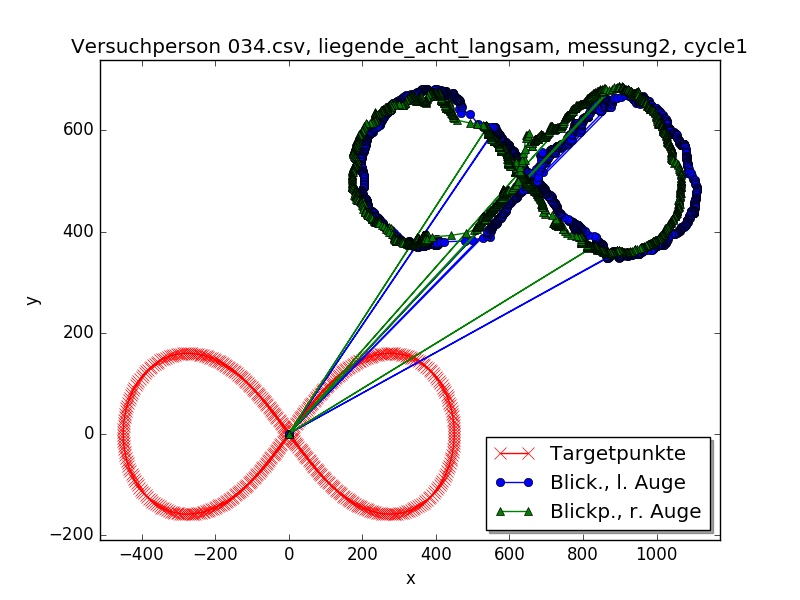 Versuchperson 034.csv, liegende_acht_langsam, messung2, cycle1
600
400
200
0
−200
y
−400
−200
0
200
400
600
800
1000
x
Targetpunkte
Blick., l. Auge
Blickp., r. Auge